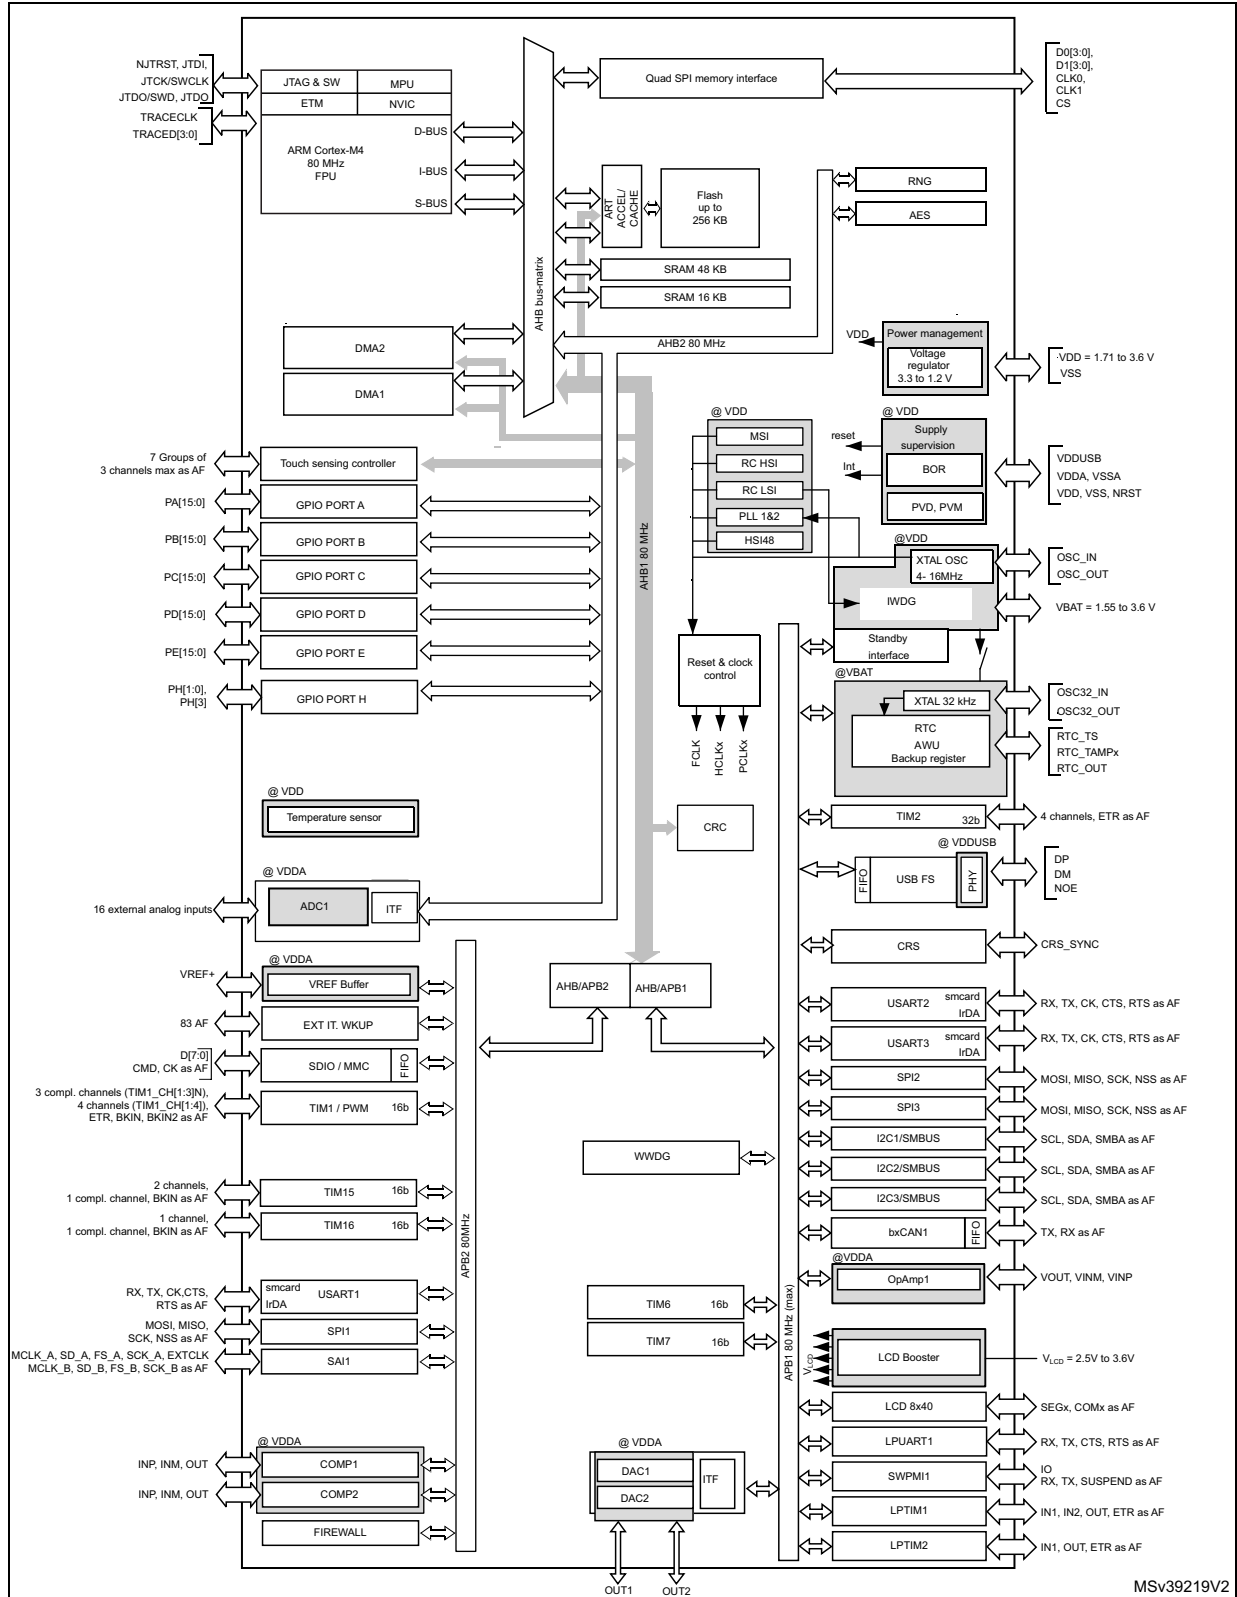 NJTRST, JTDI,
JTCK/SWCLK
JTDO/SWD, JTDO
TRACECLK
TRACED[3:0]
JTAG & SW
MPU
ETM
NVIC
ARM Cortex-M4
80 MHz
FPU
D-BUS
I-BUS
S-BUS
AHB bus-matrix
Quad SPI memory interface
D0[3:0],
D1[3:0],
CLK0,
CLK1
CS
ART
ACCEL/
CACHE
Flash
up to
256 KB
SRAM 48 KB
SRAM 16 KB
RNG
AES
AHB2 80 MHz
DMA2
DMA1
VDD
Power management
Voltage
regulator
3.3 to 1.2 V
VDD = 1.71 to 3.6 V
VSS
@ VDD
MSI
RC HSI
RC LSI
PLL 1&2
HSI48
@ VDD
Supply
supervision
reset
Int
BOR
PVD, PVM
VDDUSB
VDDA, VSSA
VDD, VSS, NRST
7 Groups of
3 channels max as AF
Touch sensing controller
PA[15:0]
GPIO PORT A
PB[15:0]
GPIO PORT B
PC[15:0]
GPIO PORT C
PD[15:0]
GPIO PORT D
PE[15:0]
GPIO PORT E
PH[1:0],
PH[3]
GPIO PORT H
AHB1 80 MHz
@VDD
XTAL OSC
4- 16MHz
IWDG
OSC_IN
OSC_OUT
VBAT = 1.55 to 3.6 V
Standby
interface
Reset & clock
control
FCLK
HCLKx
PCLKx
@VBAT
XTAL 32 kHz
RTC
AWU
Backup register
OSC32_IN
OSC32_OUT
RTC_TS
RTC_TAMPx
RTC_OUT
@ VDD
Temperature sensor
CRC
TIM2
32b
4 channels, ETR as AF
@ VDDUSB
FIFO
USB FS
PHY
DP
DM
NOE
@ VDDA
16 external analog inputs
ADC1
ITF
CRS
CRS_SYNC
@ VDDA
VREF+
VREF Buffer
AHB/APB2
AHB/APB1
83 AF
EXT IT. WKUP
D[7:0]
CMD, CK as AF
SDIO / MMC
FIFO
3 compl. channels (TIM1_CH[1:3]N),
4 channels (TIM1_CH[1:4]),
ETR, BKIN, BKIN2 as AF
TIM1 / PWM
16b
USART2
smcard
IrDA
RX, TX, CK, CTS, RTS as AF
USART3
smcard
IrDA
RX, TX, CK, CTS, RTS as AF
SPI2
MOSI, MISO, SCK, NSS as AF
SPI3
MOSI, MISO, SCK, NSS as AF
WWDG
I2C1/SMBUS
SCL, SDA, SMBA as AF
I2C2/SMBUS
SCL, SDA, SMBA as AF
I2C3/SMBUS
SCL, SDA, SMBA as AF
bxCAN1
FIFO
TX, RX as AF
2 channels,
1 compl. channel, BKIN as AF
TIM15
16b
1 channel,
1 compl. channel, BKIN as AF
TIM16
16b
APB2 80MHz
APB1 80 MHz (max)
@VDDA
OpAmp1
VOUT, VINM, VINP
RX, TX, CK,CTS,
RTS as AF
smcard
IrDA
USART1
TIM6
16b
TIM7
16b
MOSI, MISO,
SCK, NSS as AF
SPI1
MCLK_A, SD_A, FS_A, SCK_A, EXTCLK
MCLK_B, SD_B, FS_B, SCK_B as AF
SAI1
VLCD
LCD Booster
VLCD = 2.5V to 3.6V
LCD 8x40
SEGx, COMx as AF
LPUART1
RX, TX, CTS, RTS as AF
@ VDDA
INP, INM, OUT
COMP1
INP, INM, OUT
COMP2
FIREWALL
@ VDDA
DAC1
DAC2
ITF
OUT1
OUT2
SWPMI1
IO
RX, TX, SUSPEND as AF
LPTIM1
IN1, IN2, OUT, ETR as AF
LPTIM2
IN1, OUT, ETR as AF
MSv39219V2